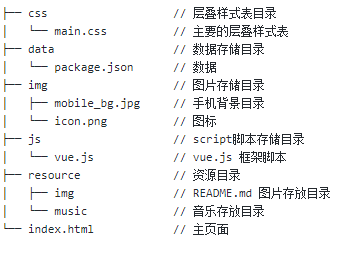 ├── css                   // 层叠样式表目录
│   └── main.css          // 主要的层叠样式表
├── data                  // 数据存储目录
│   └── package.json      // 数据
├── img                   // 图片存储目录
│   ├── mobile_bg.jpg     // 手机背景目录
│   └── icon.png          // 图标
├── js                    // script脚本存储目录
│   └── vue.js            // vue.js 框架脚本
├── resource              // 资源目录
│   ├── img               // README.md 图片存放目录
│   └── music             // 音乐存放目录
└── index.html            // 主页面